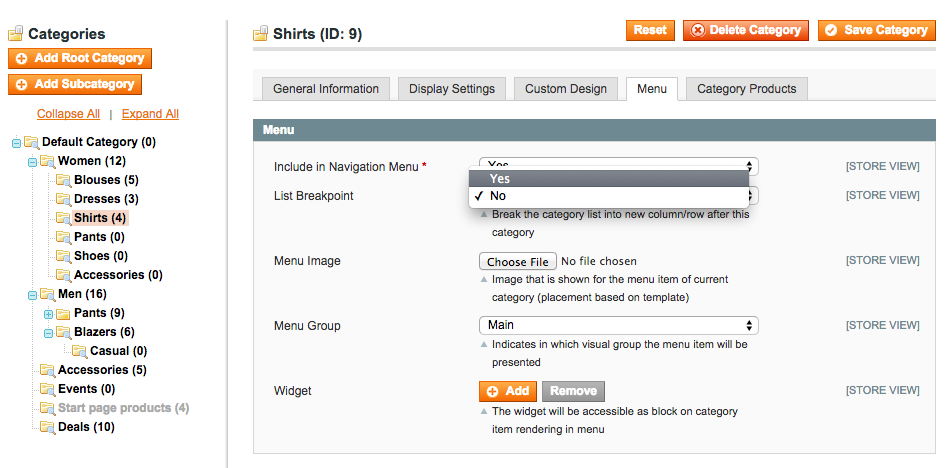 Categories
Add Root Category
Add Subcategory
Collapse All | Expand All
Default Category (0)
Women (12)
Blouses (5)
Dresses (3)
Shirts (4)
Pants (0)
Shoes (0)
Accessories (0)
Men (16)
Pants (9)
Blazers (6)
Casual (0)
Accessories (5)
Events (0)
Start page products (4)
Deals (10)
Shirts (ID: 9)
Reset Delete Category Save Category
General Information Display Settings Custom Design Menu Category Products
Menu
Include in Navigation Menu * Yes [STORE VIEW]
Yes
List Breakpoint ✓ No [STORE VIEW]
Break the category list into new column/row after this
category
Menu Image Choose File No file chosen [STORE VIEW]
Image that is shown for the menu item of current
category (placement based on template)
Menu Group Main [STORE VIEW]
Indicates in which visual group the menu item will be
presented
Widget Add Remove [STORE VIEW]
The widget will be accessible as block on category
item rendering in menu